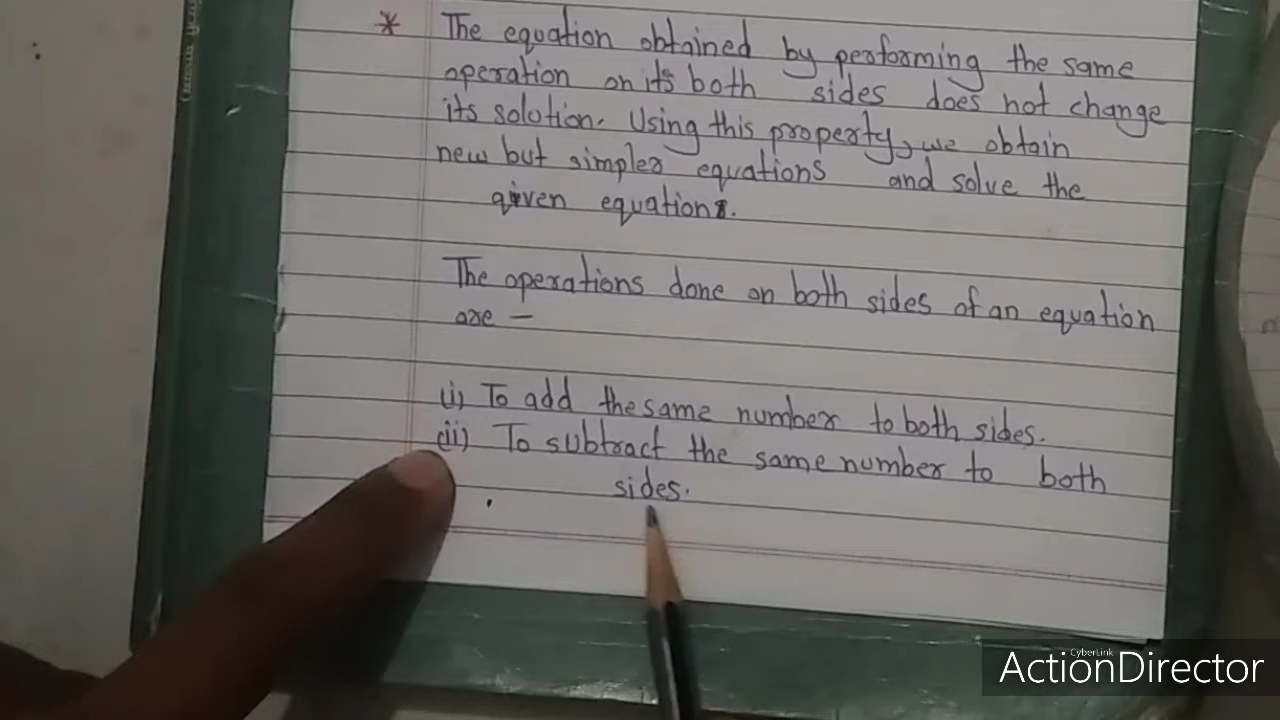 * The equation obtained by performing the same
operation on its both sides does not change
its solution. Using this property, we obtain
new but simpler equations and solve the
given equation.
The operations done on both sides of an equation
are -
(i) To add the same number to both sides.
(ii) To subtract the same number to both
sides.
CyberLink
ActionDirector